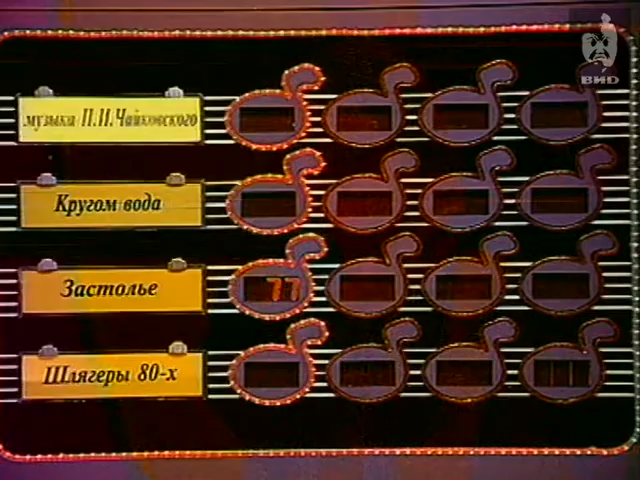 ВИD
музыка П.И.Чайковского
Кругом вода
Застолье
77
Шлягеры 80-х